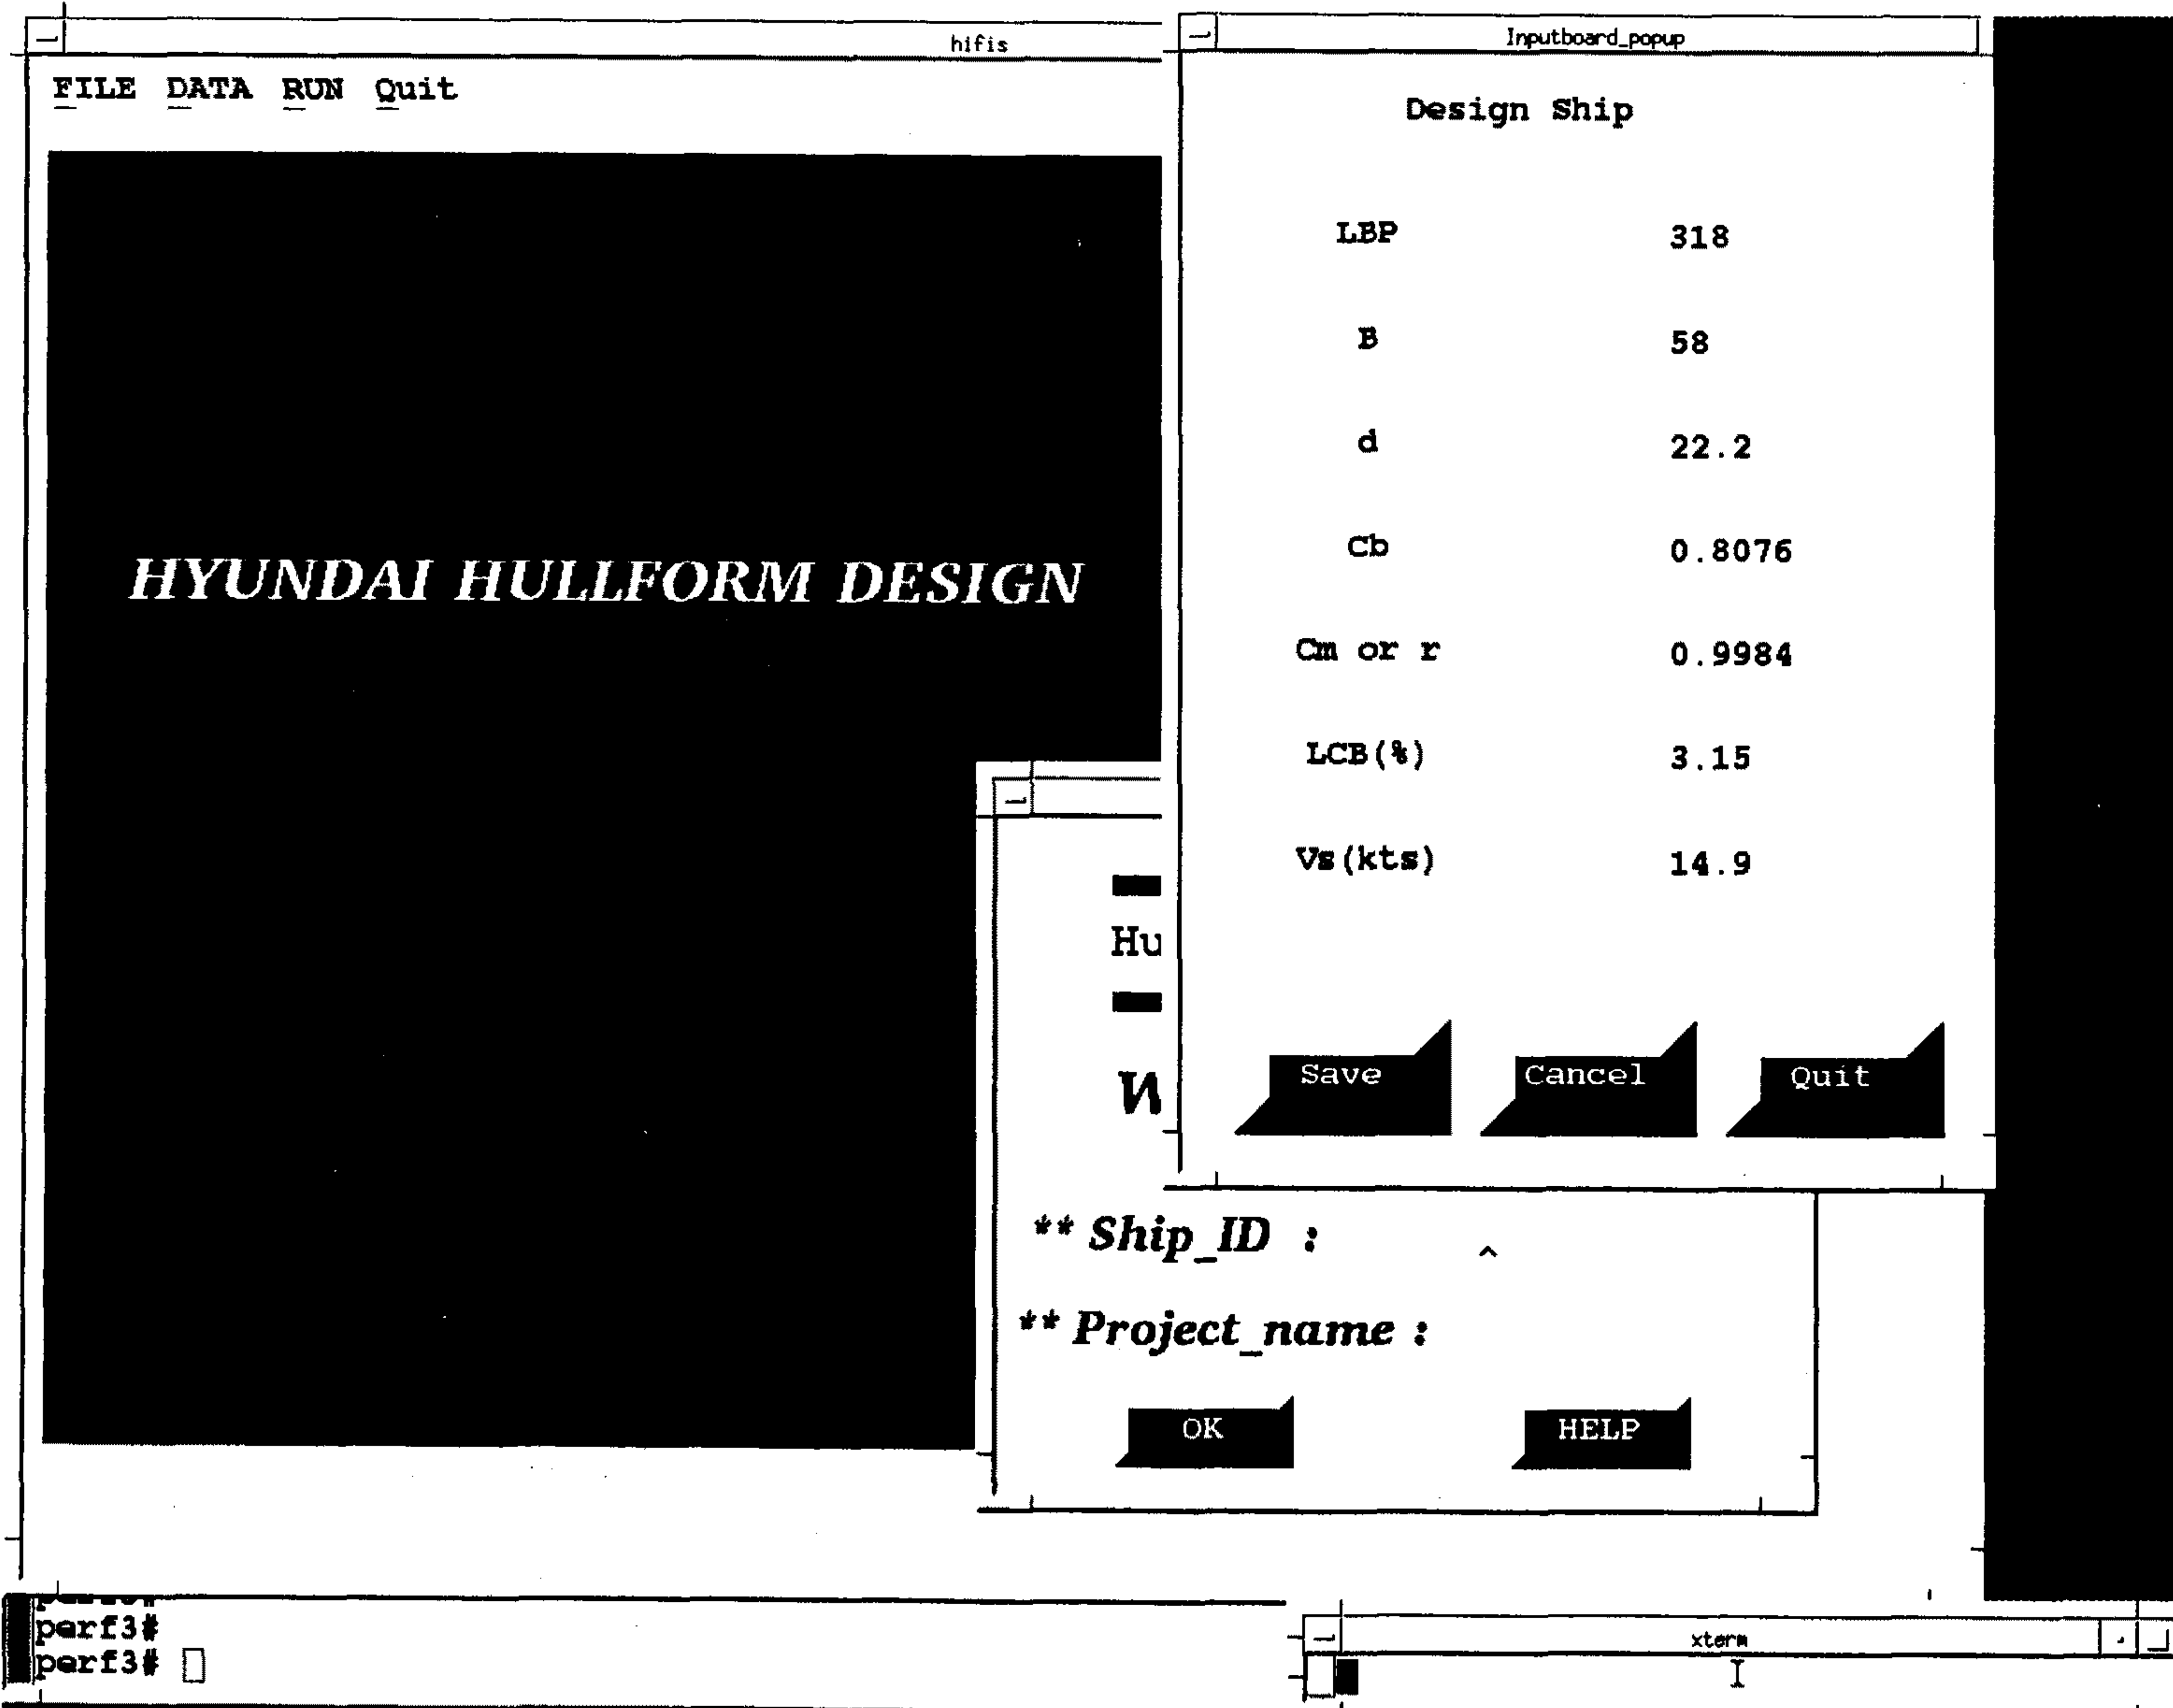 hifis
FILE DATA RUN Quit
HYUNDAI HULLFORM DESIGN
Inputboard_popup
Design Ship
LBP 318
B 58
d 22.2
Cb 0.8076
Cm or r 0.9984
LCB(%) 3.15
Vs(kts) 14.9
Save Cancel Quit
Hu
** Ship_ID :
** Project_name :
OK HELP
perf3#
perf3#
xterm